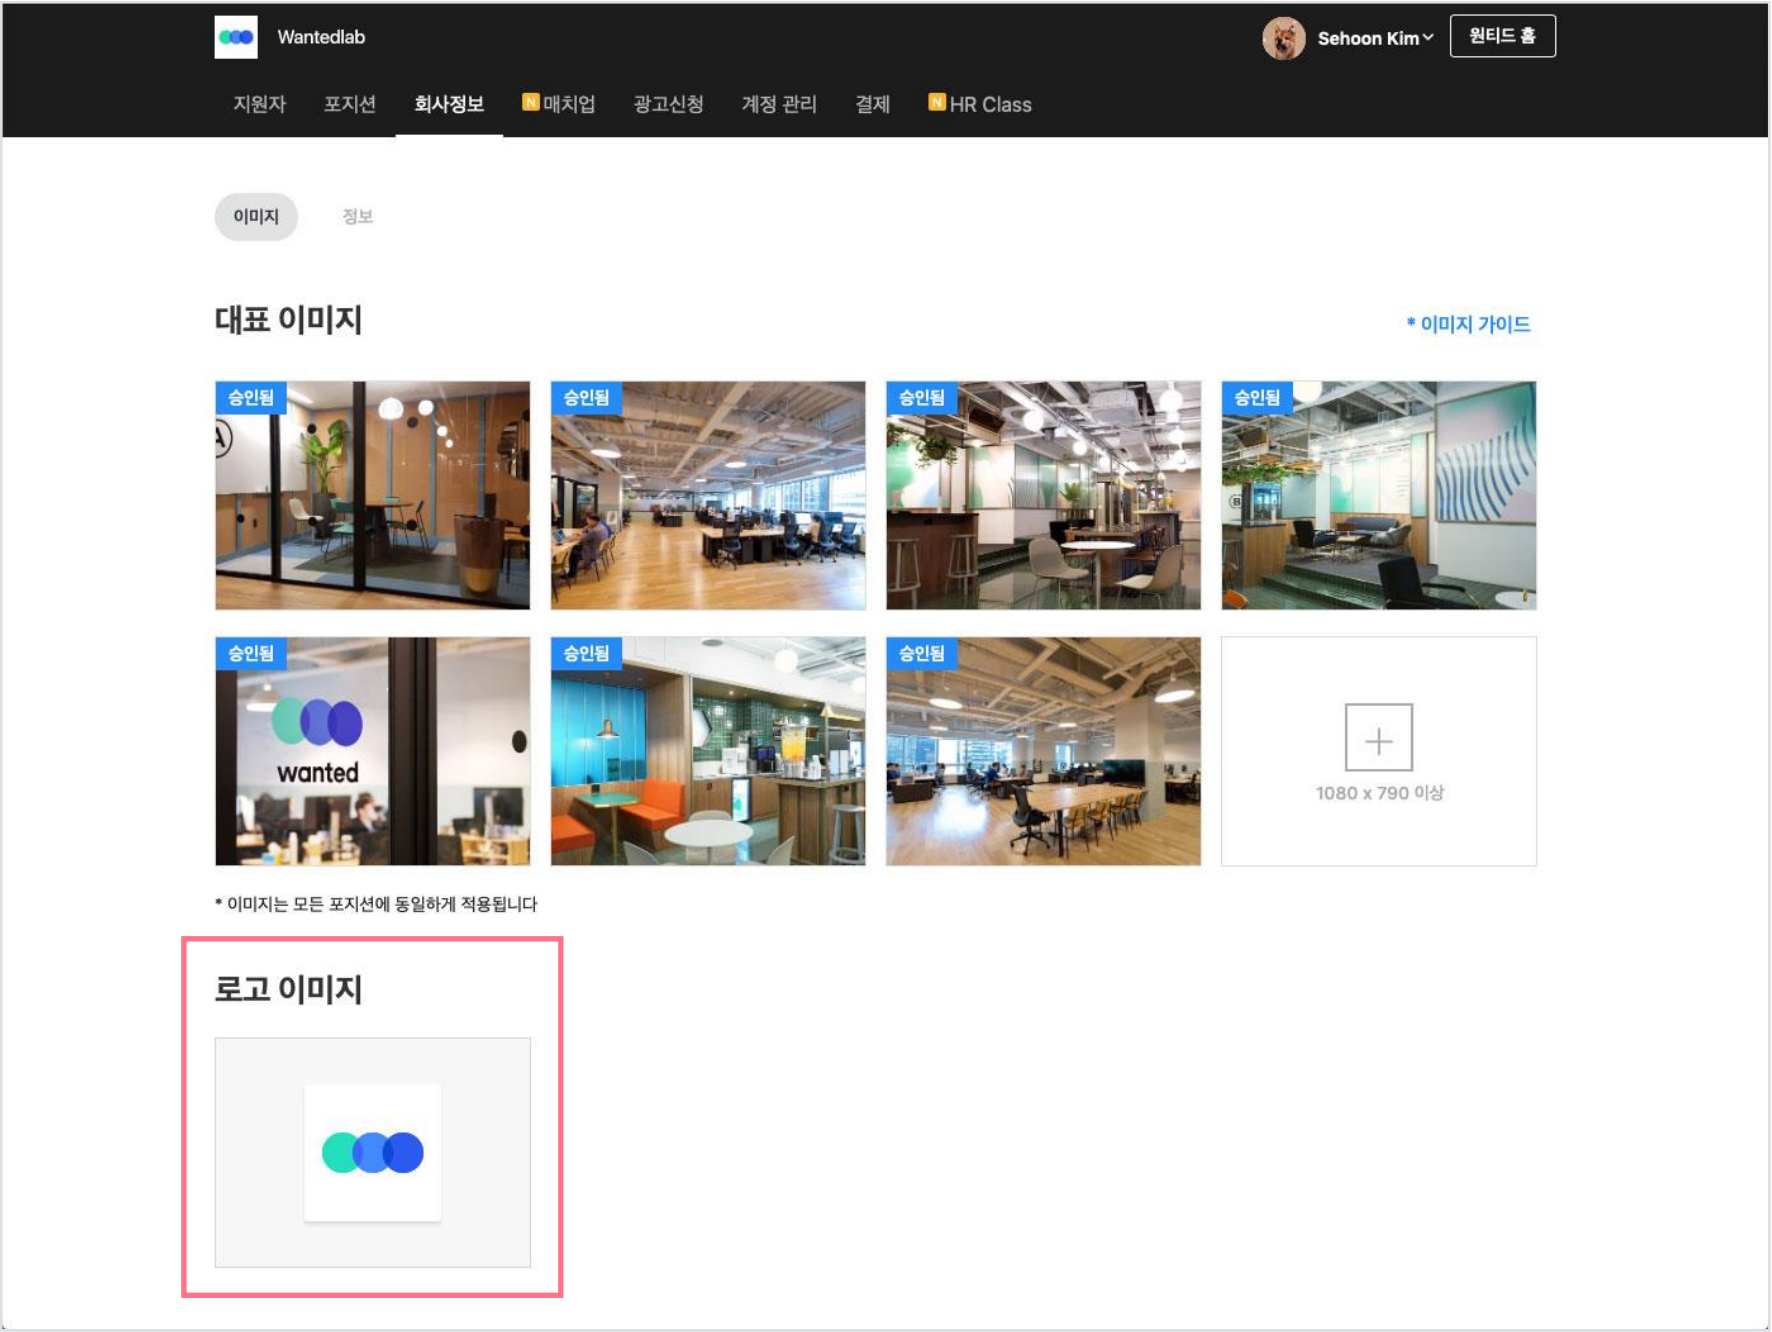 Wantedlab
Sehoon Kim
원티드 홈
지원자
포지션
회사정보
N 매치업
광고신청
계정 관리
결제
N HR Class
이미지
정보
대표 이미지
* 이미지 가이드
승인됨
승인됨
승인됨
승인됨
A
B
승인됨
승인됨
승인됨
wanted
1080 x 790 이상
* 이미지는 모든 포지션에 동일하게 적용됩니다
로고 이미지